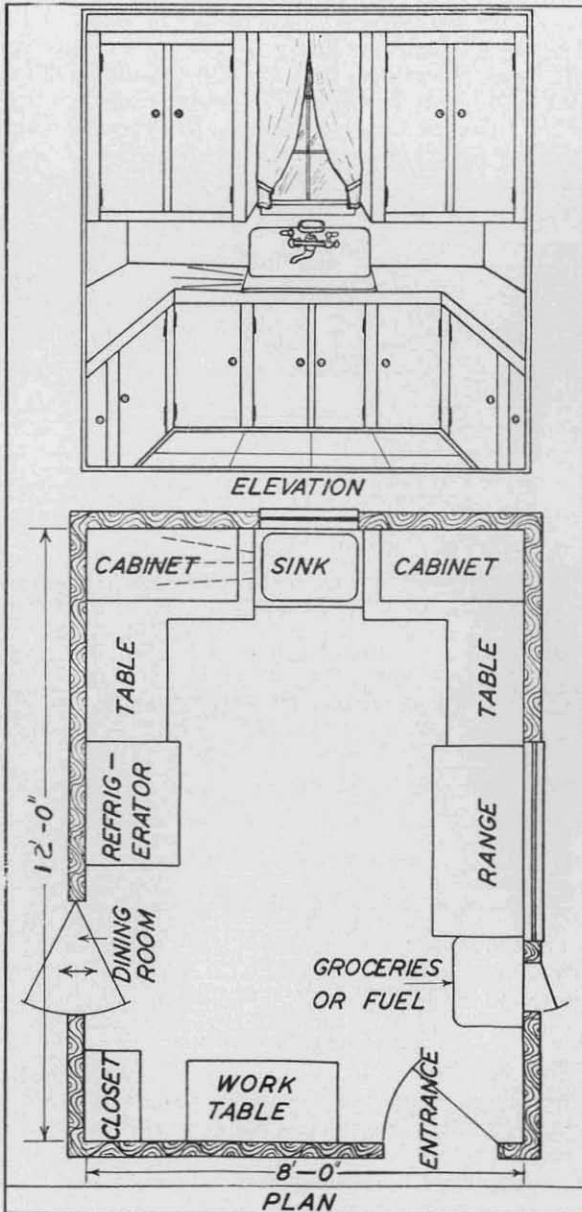 ELEVATION
CABINET
SINK
CABINET
TABLE
TABLE
REFRIG-
ERATOR
RANGE
12'-0"
DINING
ROOM
GROCERIES
OR FUEL
CLOSET
WORK
TABLE
ENTRANCE
8'-0"
PLAN